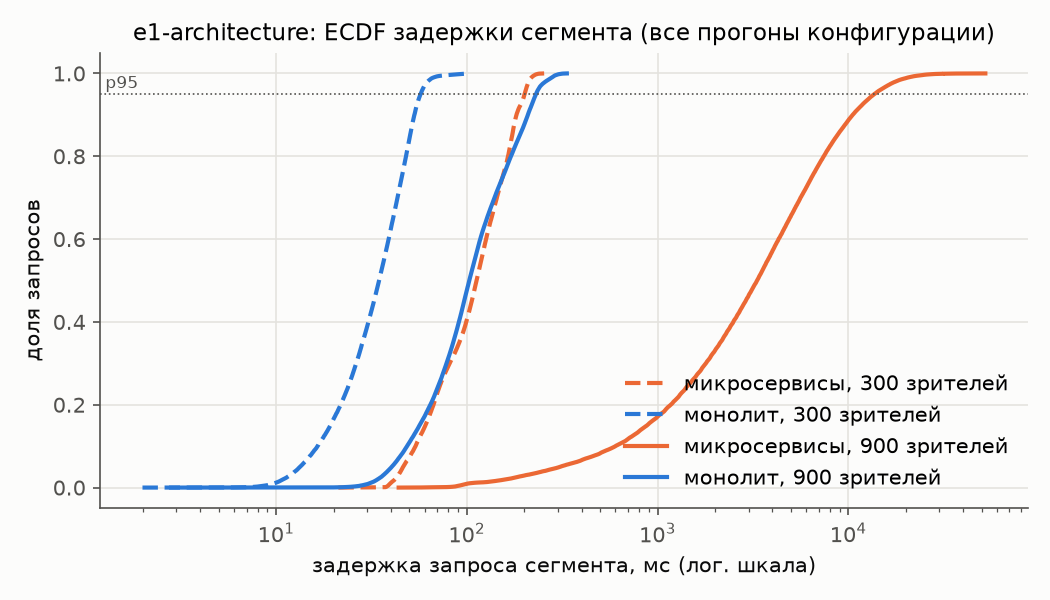 e1-architecture: ECDF задержки сегмента (все прогоны конфигурации)
p95
1.0
0.8
0.6
0.4
0.2
0.0
доля запросов
микросервисы, 300 зрителей
монолит, 300 зрителей
микросервисы, 900 зрителей
монолит, 900 зрителей
10¹
10²
10³
10⁴
задержка запроса сегмента, мс (лог. шкала)